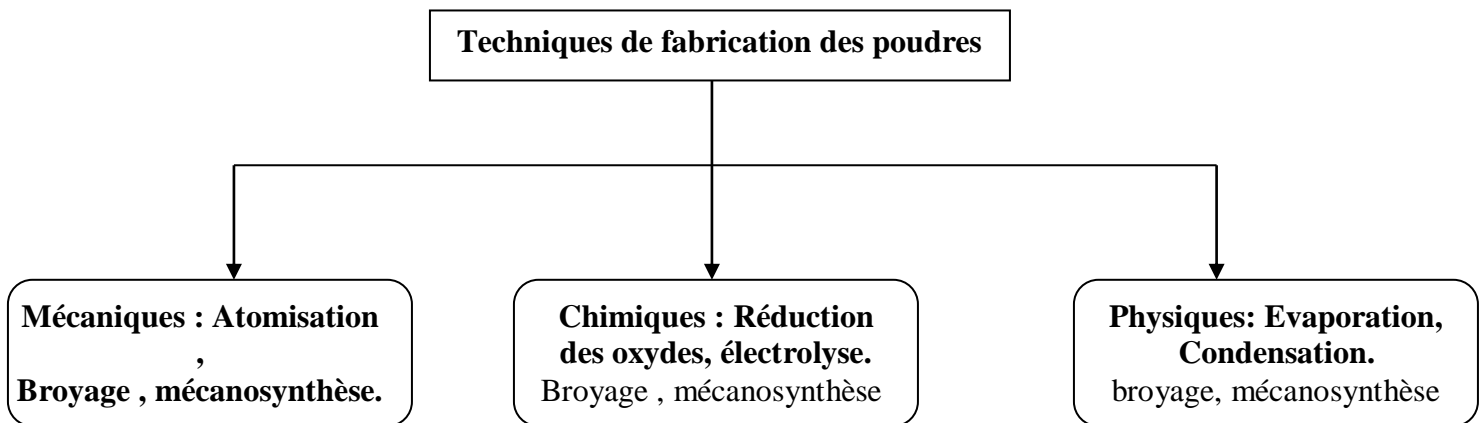 Techniques de fabrication des poudres
Mécaniques : Atomisation
,
Broyage , mécanosynthèse.
Chimiques : Réduction
des oxydes, électrolyse.
Broyage , mécanosynthèse
Physiques: Evaporation,
Condensation.
broyage, mécanosynthèse